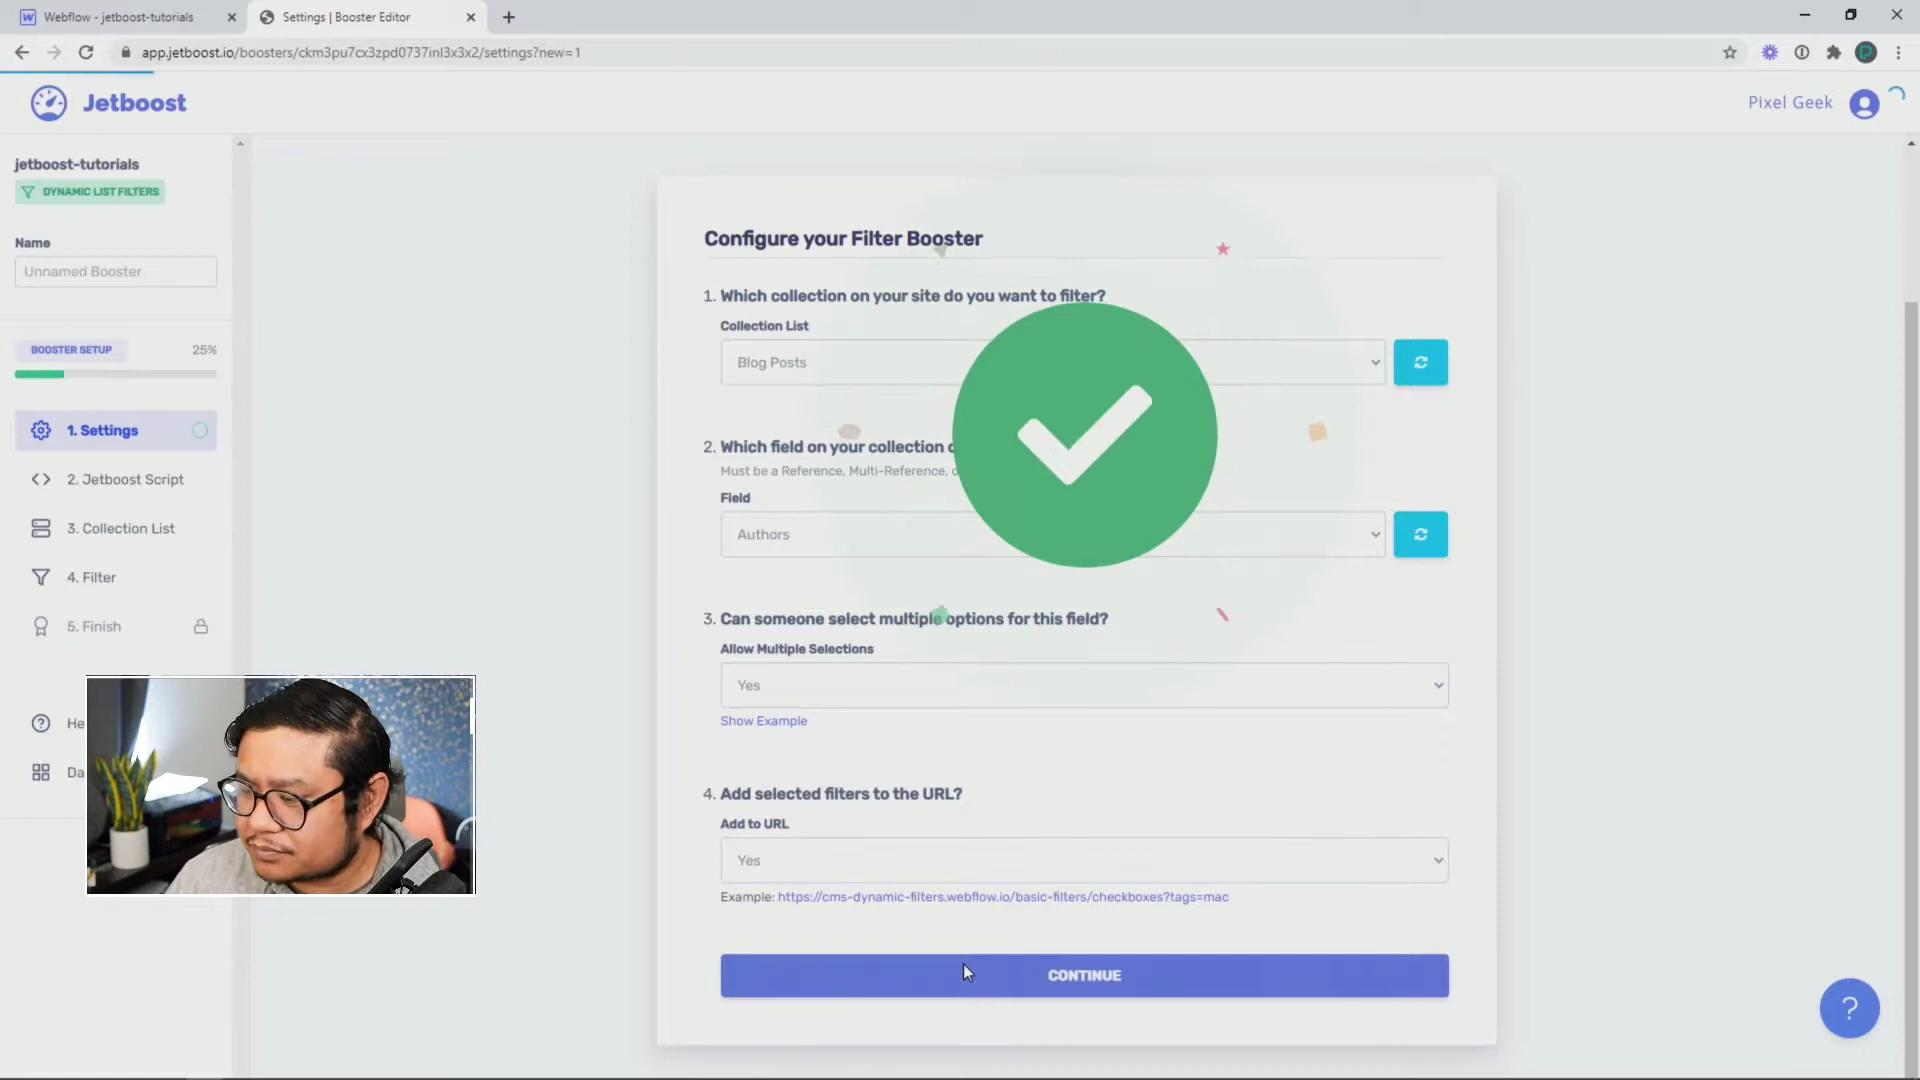 Webflow - jetboost-tutorials
Settings | Booster Editor
app.jetboost.io/boosters/ckm3pu7cx3zpd0737inl3x3x2/settings?new=1
Jetboost
Pixel Geek
jetboost-tutorials
DYNAMIC LIST FILTERS
Name
Unnamed Booster
BOOSTER SETUP 25%
1. Settings
2. Jetboost Script
3. Collection List
4. Filter
5. Finish
He
Da
Configure your Filter Booster
1. Which collection on your site do you want to filter?
Collection List
Blog Posts
2. Which field on your collection
Must be a Reference, Multi-Reference,
Field
Authors
3. Can someone select multiple options for this field?
Allow Multiple Selections
Yes
Show Example
4. Add selected filters to the URL?
Add to URL
Yes
Example: https://cms-dynamic-filters.webflow.io/basic-filters/checkboxes?tags=mac
CONTINUE
?